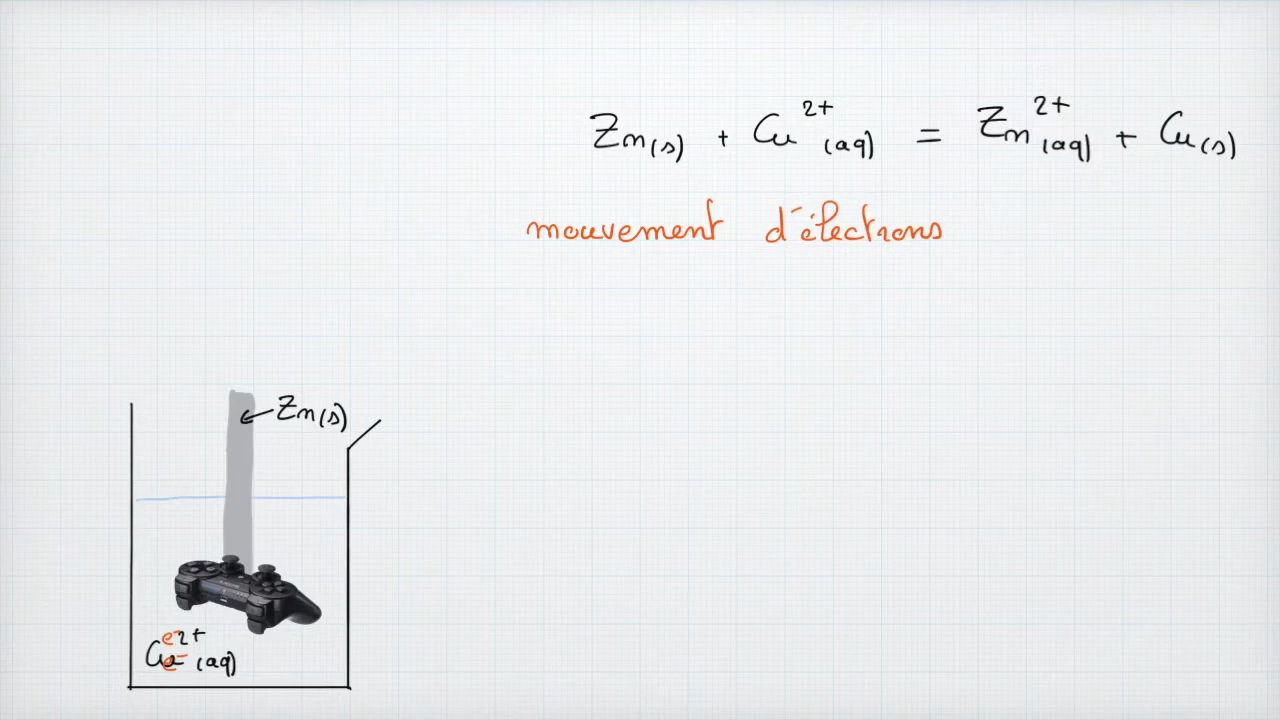 Zn(s) + Cu²⁺(aq) = Zn²⁺(aq) + Cu(s)
mouvement d'électrons
Zn(s)
e⁻
Cu²⁺(aq)
e⁻